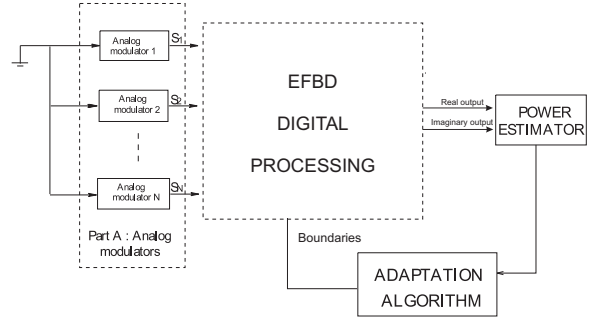 Analog
modulator 1
S1
Analog
modulator 2
S2
Analog
modulator N
SN
Part A : Analog
modulators
EFBD
DIGITAL
PROCESSING
Real output
Imaginary output
POWER
ESTIMATOR
Boundaries
ADAPTATION
ALGORITHM